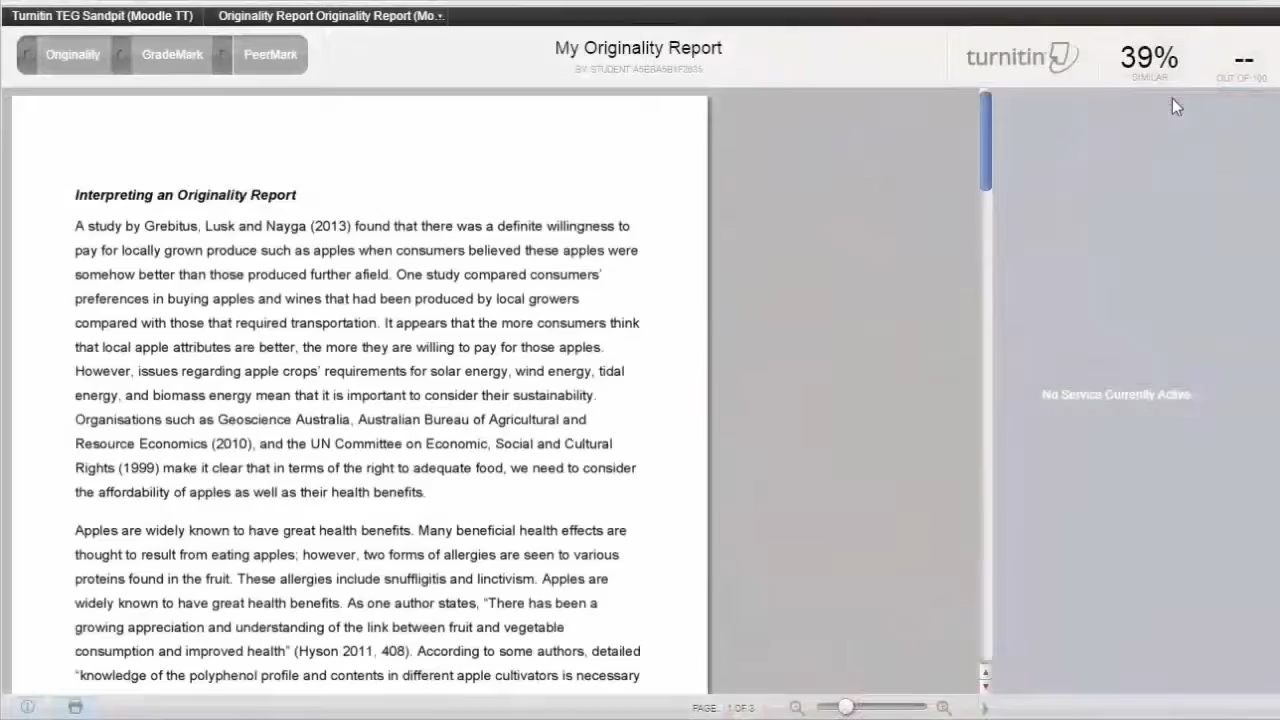 Turnitin TEG Sandpit (Moodle TT)
Originality Report Originality Report (Mo..
Originality
GradeMark
PeerMark
My Originality Report
turnitin
39%
SIMILAR
--
OUT OF 100
Interpreting an Originality Report
A study by Grebitus, Lusk and Nayga (2013) found that there was a definite willingness to
pay for locally grown produce such as apples when consumers believed these apples were
somehow better than those produced further afield. One study compared consumers'
preferences in buying apples and wines that had been produced by local growers
compared with those that required transportation. It appears that the more consumers think
that local apple attributes are better, the more they are willing to pay for those apples.
However, issues regarding apple crops' requirements for solar energy, wind energy, tidal
energy, and biomass energy mean that it is important to consider their sustainability.
Organisations such as Geoscience Australia, Australian Bureau of Agricultural and
Resource Economics (2010), and the UN Committee on Economic, Social and Cultural
Rights (1999) make it clear that in terms of the right to adequate food, we need to consider
the affordability of apples as well as their health benefits.
Apples are widely known to have great health benefits. Many beneficial health effects are
thought to result from eating apples; however, two forms of allergies are seen to various
proteins found in the fruit. These allergies include snuffligitis and linctivism. Apples are
widely known to have great health benefits. As one author states, “There has been a
growing appreciation and understanding of the link between fruit and vegetable
consumption and improved health” (Hyson 2011, 408). According to some authors, detailed
“knowledge of the polyphenol profile and contents in different apple cultivators is necessary
No Service Currently Active
PAGE: 1 OF 3